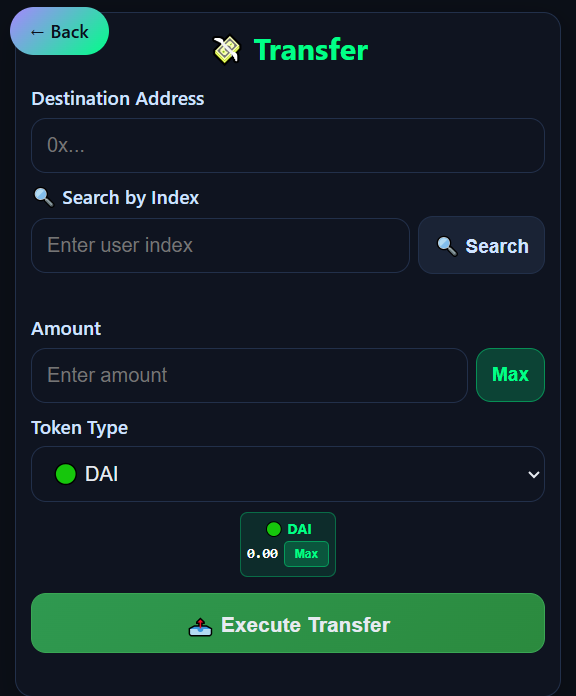 ← Back
💸 Transfer
Destination Address
0x...
🔍 Search by Index
Enter user index
🔍 Search
Amount
Enter amount
Max
Token Type
🟢 DAI
🟢 DAI
0.00 Max
📤 Execute Transfer